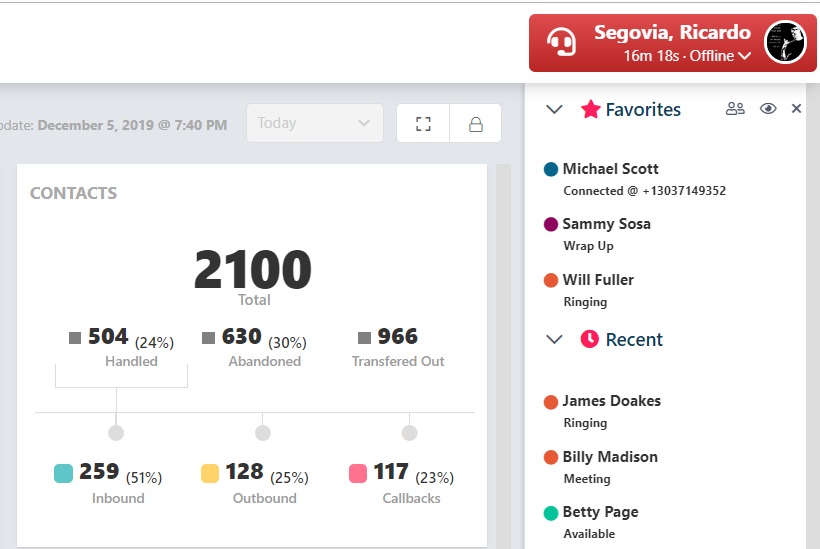 Segovia, Ricardo
16m 18s · Offline
pdate: December 5, 2019 @ 7:40 PM
Today
CONTACTS
2100
Total
504 (24%)
Handled
630 (30%)
Abandoned
966
Transfered Out
259 (51%)
Inbound
128 (25%)
Outbound
117 (23%)
Callbacks
Favorites
Michael Scott
Connected @ +13037149352
Sammy Sosa
Wrap Up
Will Fuller
Ringing
Recent
James Doakes
Ringing
Billy Madison
Meeting
Betty Page
Available